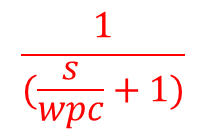 1
(s/wpc + 1)